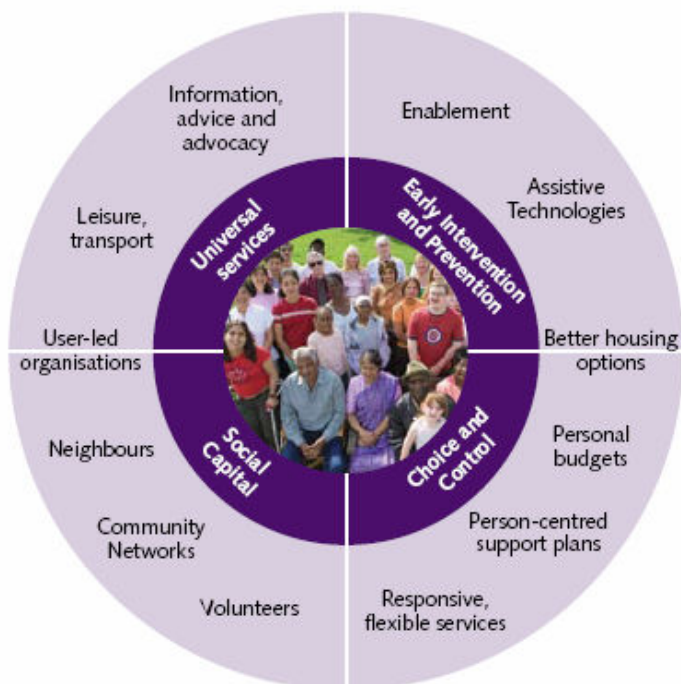 Information,
advice and
advocacy
Leisure,
transport
User-led
organisations
Neighbours
Community
Networks
Volunteers
Enablement
Assistive
Technologies
Better housing
options
Personal
budgets
Person-centred
support plans
Responsive,
flexible services
Universal
services
Early Intervention
and Prevention
Social
Capital
Choice and
Control